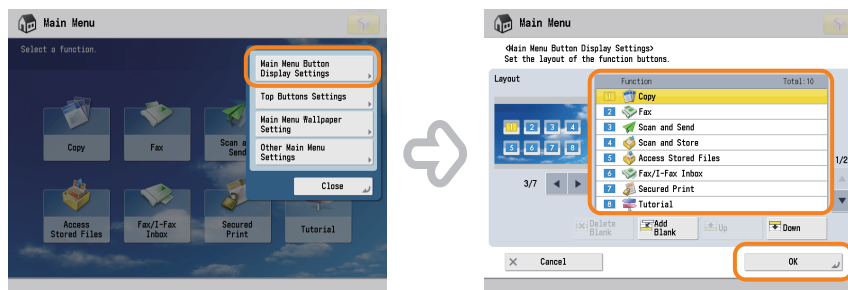 Main Menu
Select a function.
Main Menu Button
Display Settings
Top Buttons Settings
Main Menu Wallpaper
Setting
Other Main Menu
Settings
Close
Copy
Fax
Scan a
Send
Access
Stored Files
Fax/I-Fax
Inbox
Secured
Print
Tutorial
Main Menu
<Main Menu Button Display Settings>
Set the layout of the function buttons.
Layout
1 2 3 4
5 6 7 8
3/7
Function Total:10
1 Copy
2 Fax
3 Scan and Send
4 Scan and Store
5 Access Stored Files
6 Fax/I-Fax Inbox
7 Secured Print
8 Tutorial
1/2
Delete
Blank
Add
Blank
Up
Down
Cancel
OK